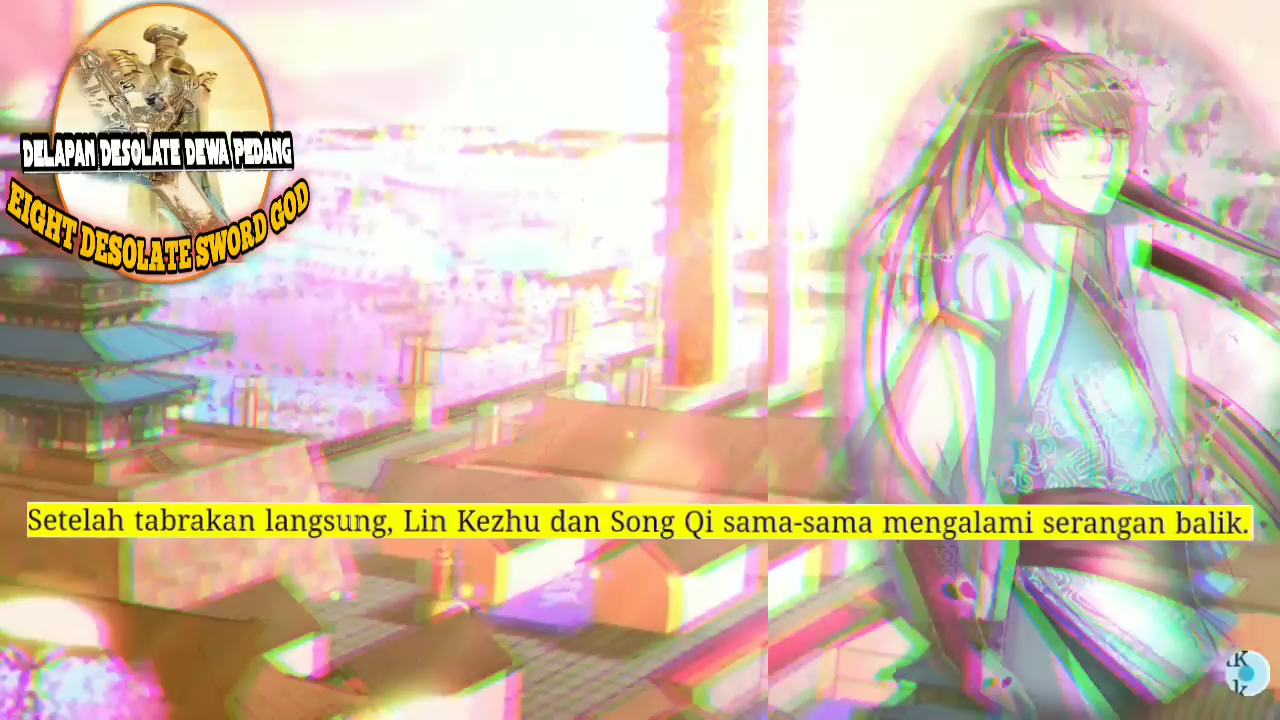 DELAPAN DESOLATE DEWA PEDANG
EIGHT DESOLATE SWORD GOD
Setelah tabrakan langsung, Lin Kezhu dan Song Qi sama-sama mengalami serangan balik.